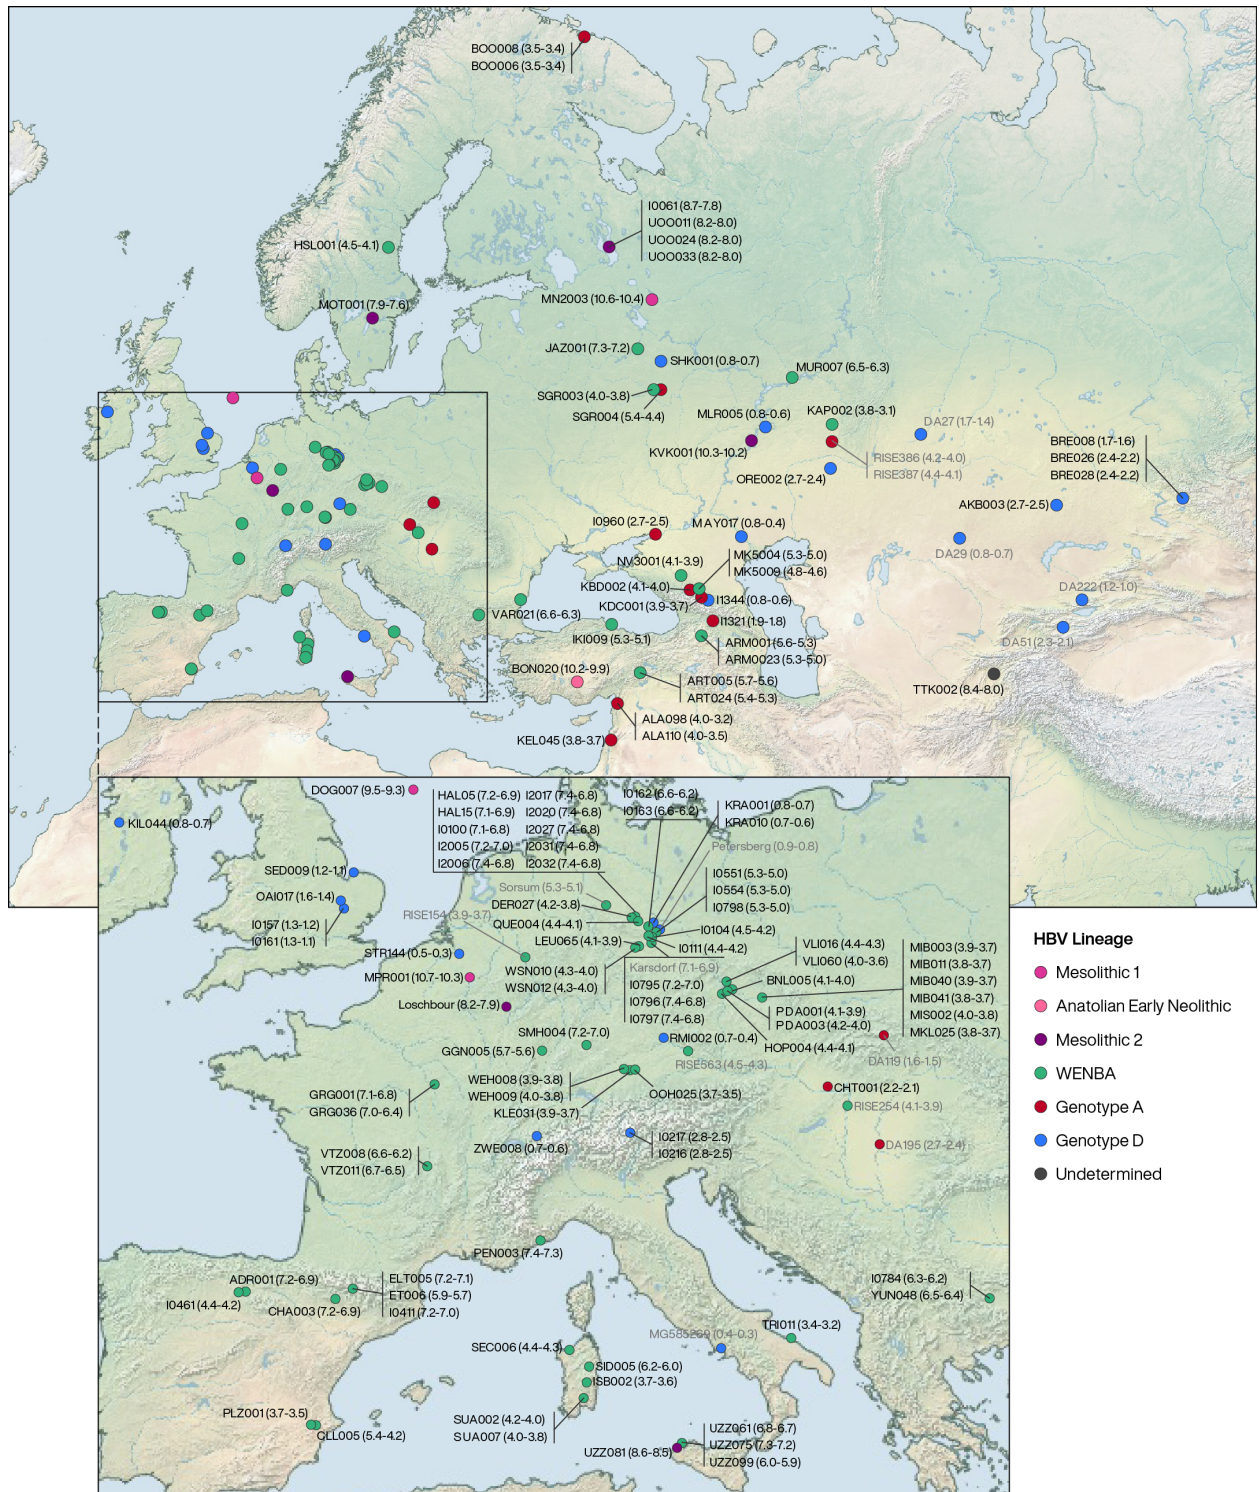 BOO008 (3.5-3.4)
BOO006 (3.5-3.4)
I0061 (8.7-7.8)
UOO011 (8.2-8.0)
UOO024 (8.2-8.0)
UOO033 (8.2-8.0)
HSL001 (4.5-4.1)
MN2003 (10.6-10.4)
MOT001 (7.9-7.6)
JAZ001 (7.3-7.2)
SHK001 (0.8-0.7)
MUR007 (6.5-6.3)
SGR003 (4.0-3.8)
SGR004 (5.4-4.4)
MLR005 (0.8-0.6)
KAP002 (3.8-3.1)
DA27 (1.7-1.4)
KVK001 (10.3-10.2)
RISE386 (4.2-4.0)
RISE387 (4.4-4.1)
BRE008 (1.7-1.6)
BRE026 (2.4-2.2)
BRE028 (2.4-2.2)
ORE002 (2.7-2.4)
AKB003 (2.7-2.5)
I0960 (2.7-2.5)
MAY017 (0.8-0.4)
DA29 (0.8-0.7)
NV3001 (4.1-3.9)
MK5004 (5.3-5.0)
MK5009 (4.8-4.6)
KBD002 (4.1-4.0)
DA222 (1.2-1.0)
KDC001 (3.9-3.7)
I1344 (0.8-0.6)
VAR021 (6.6-6.3)
I1321 (1.9-1.8)
IKI009 (5.3-5.1)
DA51 (2.3-2.1)
ARM001 (5.6-5.3)
ARM0023 (5.3-5.0)
BON020 (10.2-9.9)
ART005 (5.7-5.6)
ART024 (5.4-5.3)
TTK002 (8.4-8.0)
ALA098 (4.0-3.2)
ALA110 (4.0-3.5)
KEL045 (3.8-3.7)
DOG007 (9.5-9.3)
HAL05 (7.2-6.9) I2017 (7.4-6.8)
HAL15 (7.1-6.9) I2020 (7.4-6.8)
I0100 (7.1-6.8) I2027 (7.4-6.8)
I2005 (7.2-7.0) I2031 (7.4-6.8)
I2006 (7.4-6.8) I2032 (7.4-6.8)
I0162 (6.6-6.2)
I0163 (6.6-6.2)
KRA001 (0.8-0.7)
KRA010 (0.7-0.6)
KIL044 (0.8-0.7)
Petersberg (0.9-0.8)
SED009 (1.2-1.1)
I0551 (5.3-5.0)
I0554 (5.3-5.0)
I0798 (5.3-5.0)
Sorsum (5.3-5.1)
OAI017 (1.6-1.4)
DER027 (4.2-3.8)
RISE154 (3.9-3.7)
QUE004 (4.4-4.1)
I0157 (1.3-1.2)
I0161 (1.3-1.1)
I0104 (4.5-4.2)
LEU065 (4.1-3.9)
I0111 (4.4-4.2)
STR144 (0.5-0.3)
VLI016 (4.4-4.3)
VLI060 (4.0-3.6)
MIB003 (3.9-3.7)
MIB011 (3.8-3.7)
MIB040 (3.9-3.7)
MIB041 (3.8-3.7)
MIS002 (4.0-3.8)
MKL025 (3.8-3.7)
MPR001 (10.7-10.3)
WSN010 (4.3-4.0)
WSN012 (4.3-4.0)
Karsdorf (7.1-6.9)
I0795 (7.2-7.0)
I0796 (7.4-6.8)
I0797 (7.4-6.8)
BNL005 (4.1-4.0)
Loschbour (8.2-7.9)
PDA001 (4.1-3.9)
PDA003 (4.2-4.0)
SMH004 (7.2-7.0)
RMI002 (0.7-0.4)
HOP004 (4.4-4.1)
GGN005 (5.7-5.6)
RISE563 (4.5-4.3)
DA119 (1.6-1.5)
WEH008 (3.9-3.8)
WEH009 (4.0-3.8)
CHT001 (2.2-2.1)
GRG001 (7.1-6.8)
GRG036 (7.0-6.4)
OOH025 (3.7-3.5)
RISE254 (4.1-3.9)
KLE031 (3.9-3.7)
ZWE008 (0.7-0.6)
I0217 (2.8-2.5)
I0216 (2.8-2.5)
DA195 (2.7-2.4)
VTZ008 (6.6-6.2)
VTZ011 (6.7-6.5)
PEN003 (7.4-7.3)
ADR001 (7.2-6.9)
ELT005 (7.2-7.1)
ET006 (5.9-5.7)
I0411 (7.2-7.0)
I0461 (4.4-4.2)
CHA003 (7.2-6.9)
I0784 (6.3-6.2)
YUN048 (6.5-6.4)
TRI011 (3.4-3.2)
MG585269 (0.4-0.3)
SEC006 (4.4-4.3)
SID005 (6.2-6.0)
ISB002 (3.7-3.6)
PLZ001 (3.7-3.5)
CLL005 (5.4-4.2)
SUA002 (4.2-4.0)
SUA007 (4.0-3.8)
UZZ061 (6.8-6.7)
UZZ075 (7.3-7.2)
UZZ099 (6.0-5.9)
UZZ081 (8.6-8.5)
HBV Lineage
Mesolithic 1
Anatolian Early Neolithic
Mesolithic 2
WENBA
Genotype A
Genotype D
Undetermined